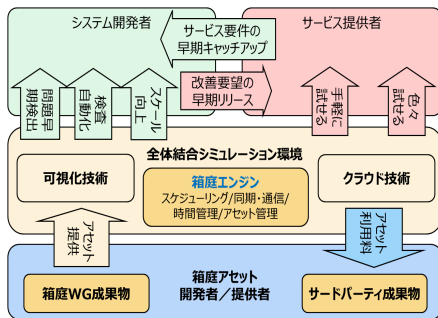 システム開発者
サービス提供者
サービス要件の
早期キャッチアップ
改善要望の
早期リリース
問題早
期検出
検査
自動化
スケール
向上
手軽に
試せる
色々
試せる
全体結合シミュレーション環境
可視化技術
箱庭エンジン
スケジューリング/同期・通信/
時間管理/アセット管理
クラウド技術
アセット
提供
アセット
利用料
箱庭アセット
開発者／提供者
箱庭WG成果物
サードパーティ成果物